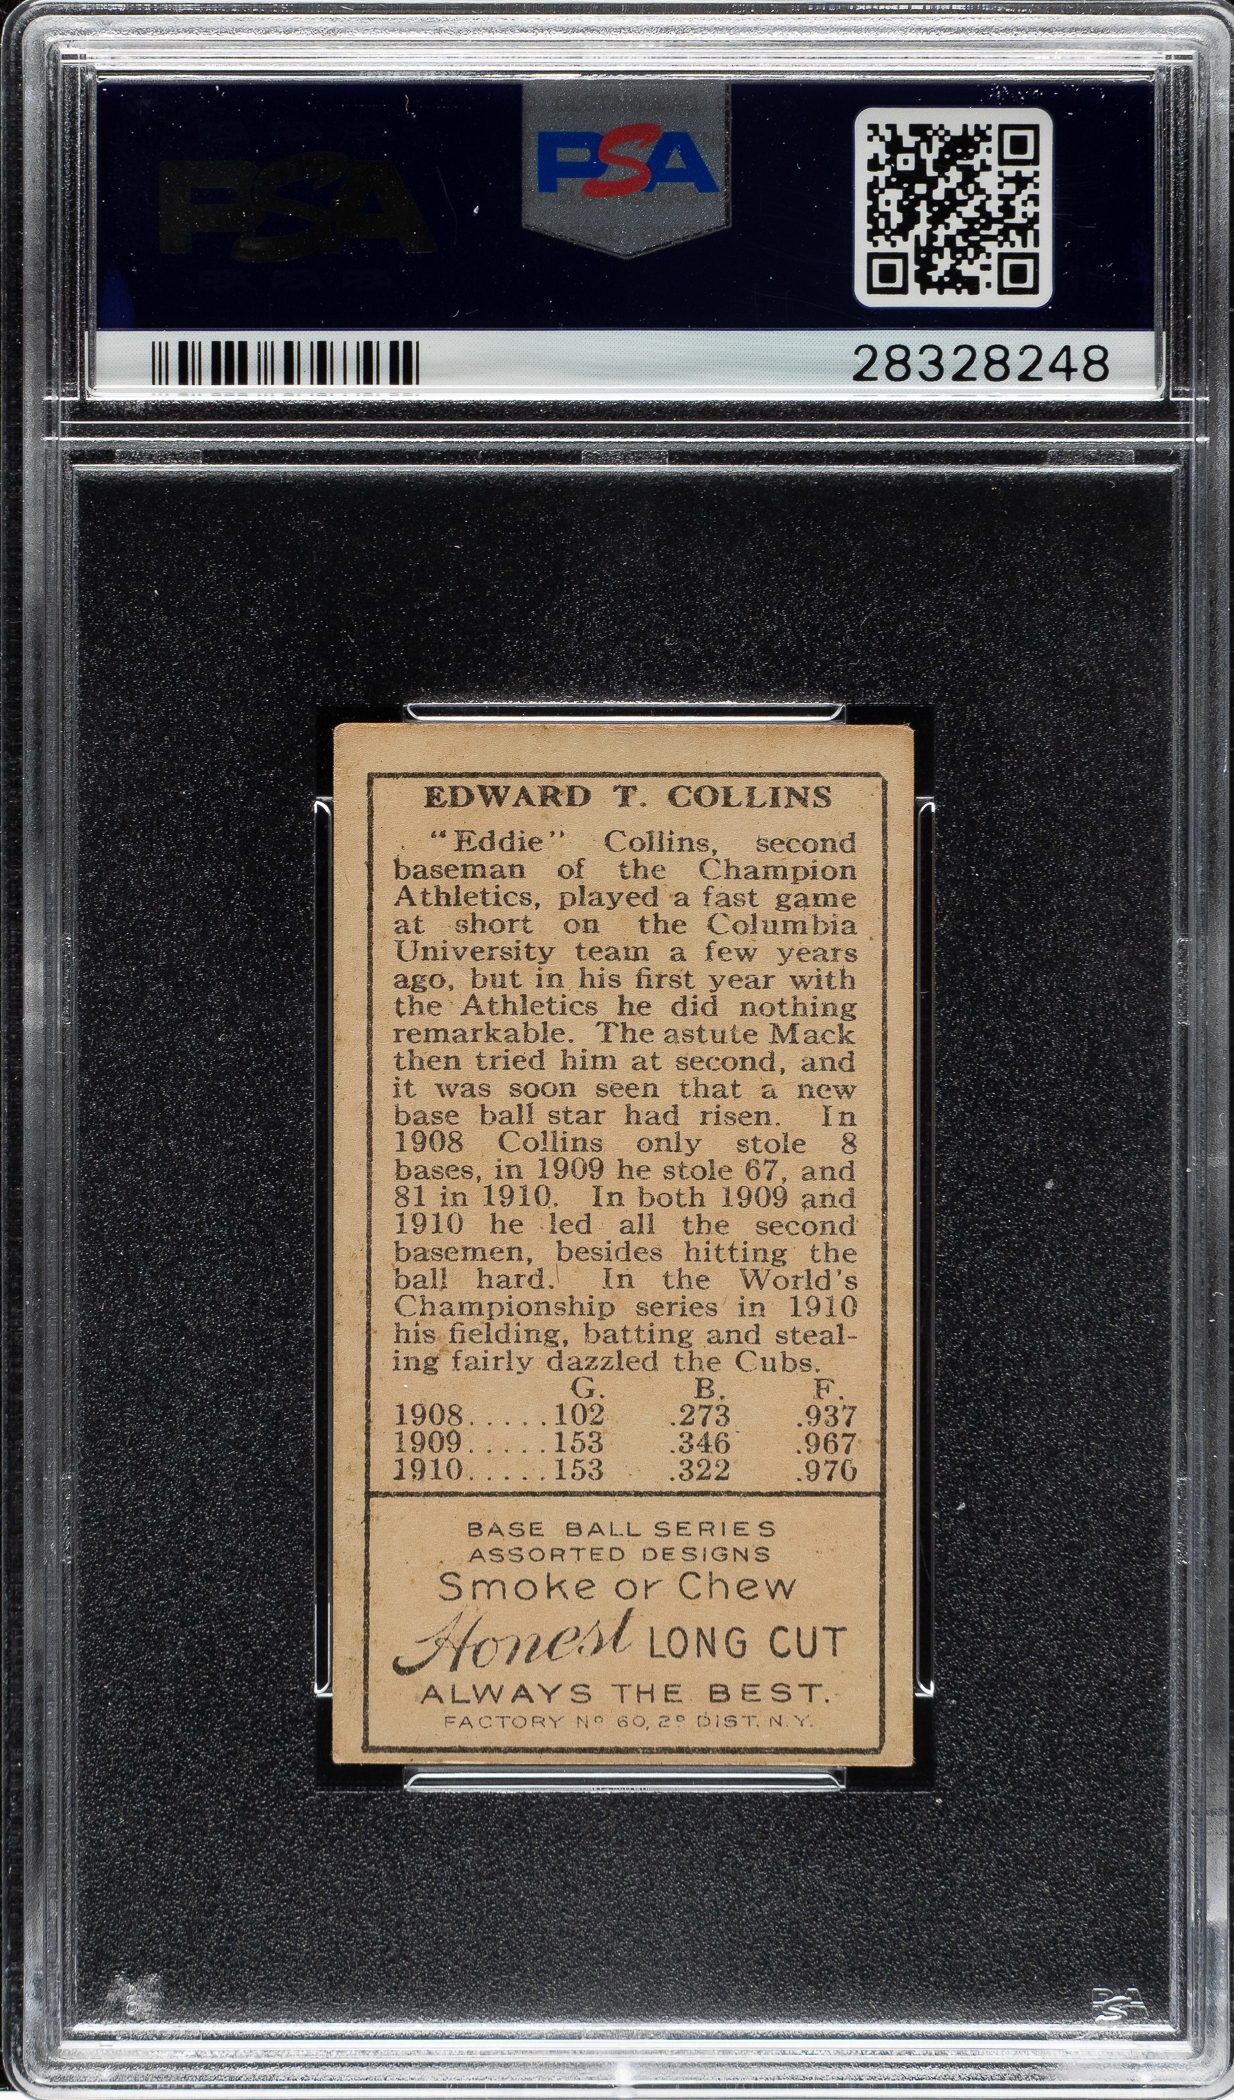 PSA
PSA
28328248
EDWARD T. COLLINS
"Eddie" Collins, second
baseman of the Champion
Athletics, played a fast game
at short on the Columbia
University team a few years
ago, but in his first year with
the Athletics he did nothing
remarkable. The astute Mack
then tried him at second, and
it was soon seen that a new
base ball star had risen. In
1908 Collins only stole 8
bases, in 1909 he stole 67, and
81 in 1910. In both 1909 and
1910 he led all the second
basemen, besides hitting the
ball hard. In the World's
Championship series in 1910
his fielding, batting and steal-
ing fairly dazzled the Cubs.
G. B. F.
1908.....102 .273 .937
1909.....153 .346 .967
1910.....153 .322 .970
BASE BALL SERIES
ASSORTED DESIGNS
Smoke or Chew
Honest LONG CUT
ALWAYS THE BEST.
FACTORY Nº 60, 2º DIST. N.Y.
PSA